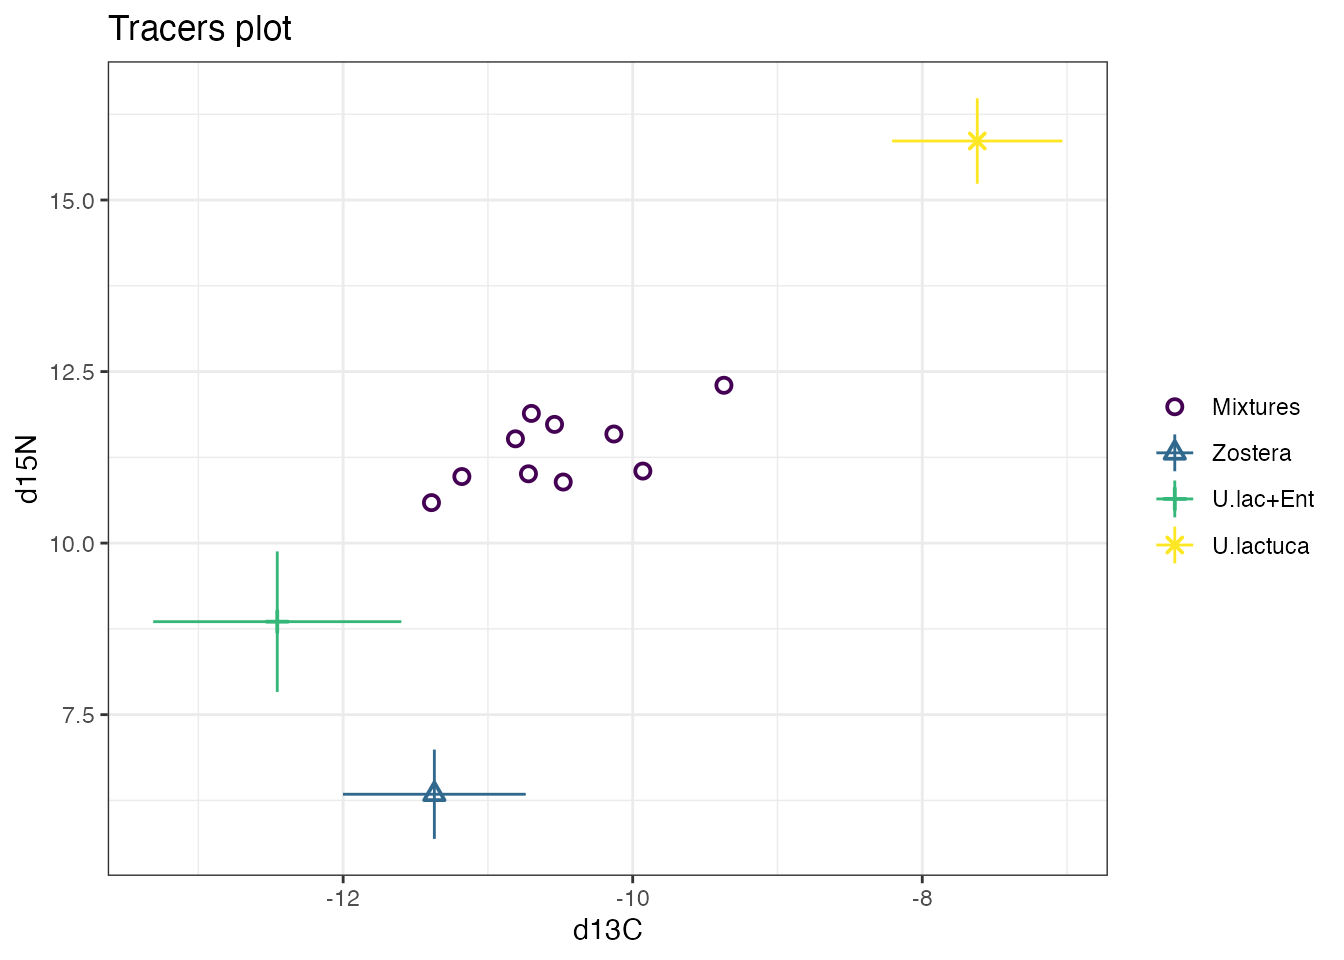 Tracers plot
d15N
15.0
12.5
10.0
7.5
-12
-10
-8
d13C
Mixtures
Zostera
U.lac+Ent
U.lactuca